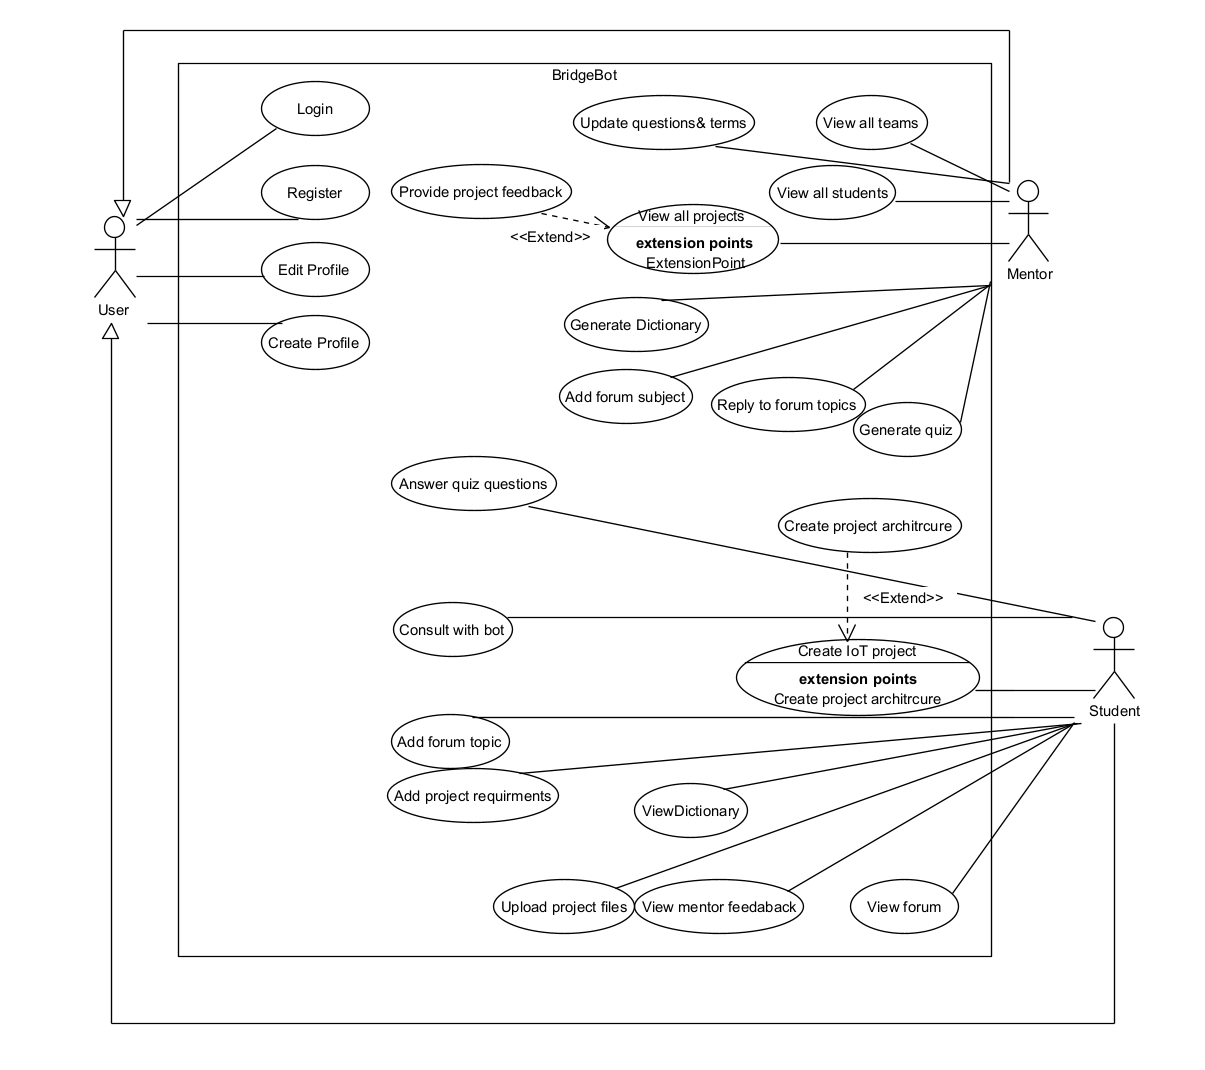 BridgeBot
Login
Update questions& terms
View all teams
Register
Provide project feedback
View all students
View all projects
<<Extend>>
extension points
ExtensionPoint
Mentor
Edit Profile
User
Generate Dictionary
Create Profile
Add forum subject
Reply to forum topics
Generate quiz
Answer quiz questions
Create project architrcure
<<Extend>>
Consult with bot
Create IoT project
extension points
Create project architrcure
Student
Add forum topic
Add project requirments
ViewDictionary
Upload project files
View mentor feedaback
View forum